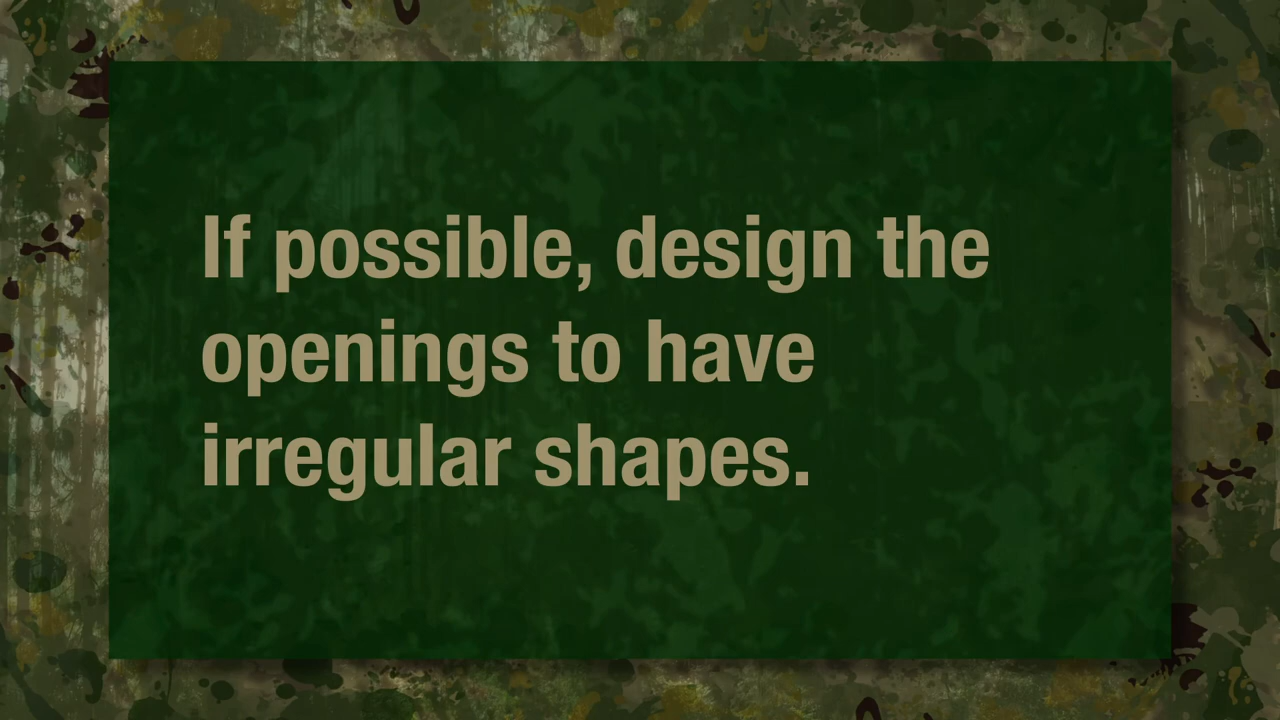 If possible, design the
openings to have
irregular shapes.